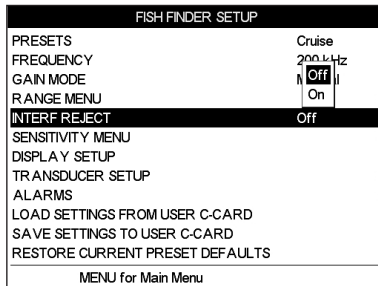 FISH FINDER SETUP
PRESETS Cruise
FREQUENCY 200 kHz
GAIN MODE
Off
RANGE MENU
On
INTERF REJECT Off
SENSITIVITY MENU
DISPLAY SETUP
TRANSDUCER SETUP
ALARMS
LOAD SETTINGS FROM USER C-CARD
SAVE SETTINGS TO USER C-CARD
RESTORE CURRENT PRESET DEFAULTS
MENU for Main Menu